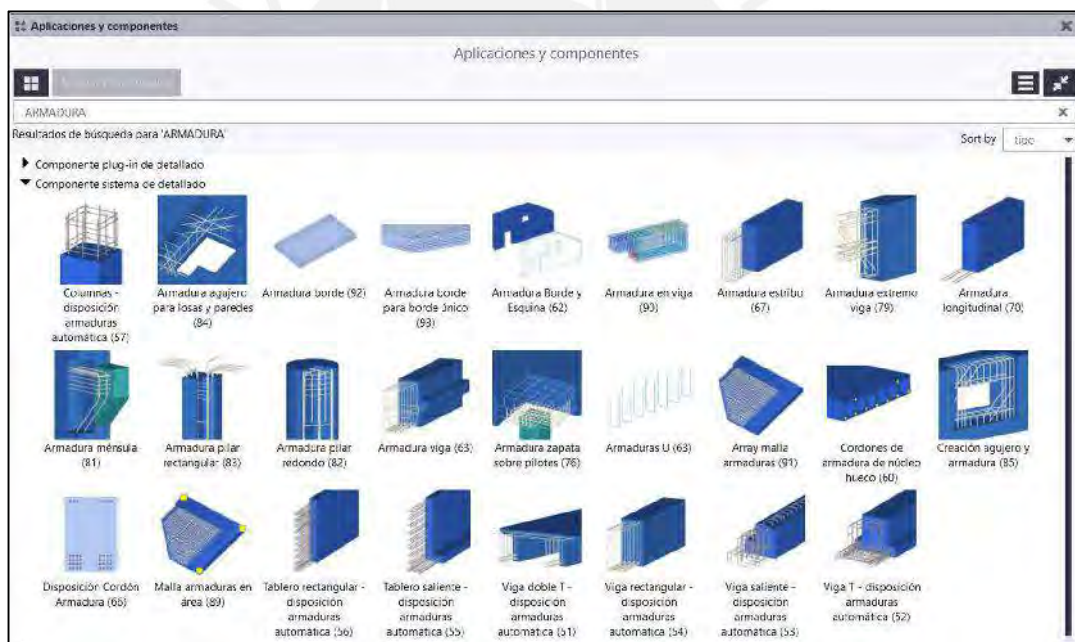 Aplicaciones y componentes
Aplicaciones y componentes
ARMADURA
Resultados de búsqueda para 'ARMADURA'
Sort by tipo
Componente plug-in de detallado
Componente sistema de detallado
Columnas - disposición armaduras automática (57)
Armadura agujero para losas y paredes (84)
Armadura borde (92)
Armadura borde para borde único (93)
Armadura Borde y Esquina (62)
Armadura en viga (90)
Armadura estribo (67)
Armadura extremo viga (79)
Armadura longitudinal (70)
Armadura ménsula (81)
Armadura pilar rectangular (83)
Armadura pilar redondo (82)
Armadura viga (63)
Armadura zapata sobre pilotes (76)
Armaduras U (63)
Array malla armaduras (91)
Cordones de armadura de núcleo hueco (60)
Creación agujero y armadura (85)
Disposición Cordón Armadura (66)
Malla armaduras en área (89)
Tablero rectangular - disposición armaduras automática (56)
Tablero saliente - disposición armaduras automática (55)
Viga doble T - disposición armaduras automática (51)
Viga rectangular - disposición armaduras automática (54)
Viga saliente - disposición armaduras automática (53)
Viga T - disposición armaduras automática (52)